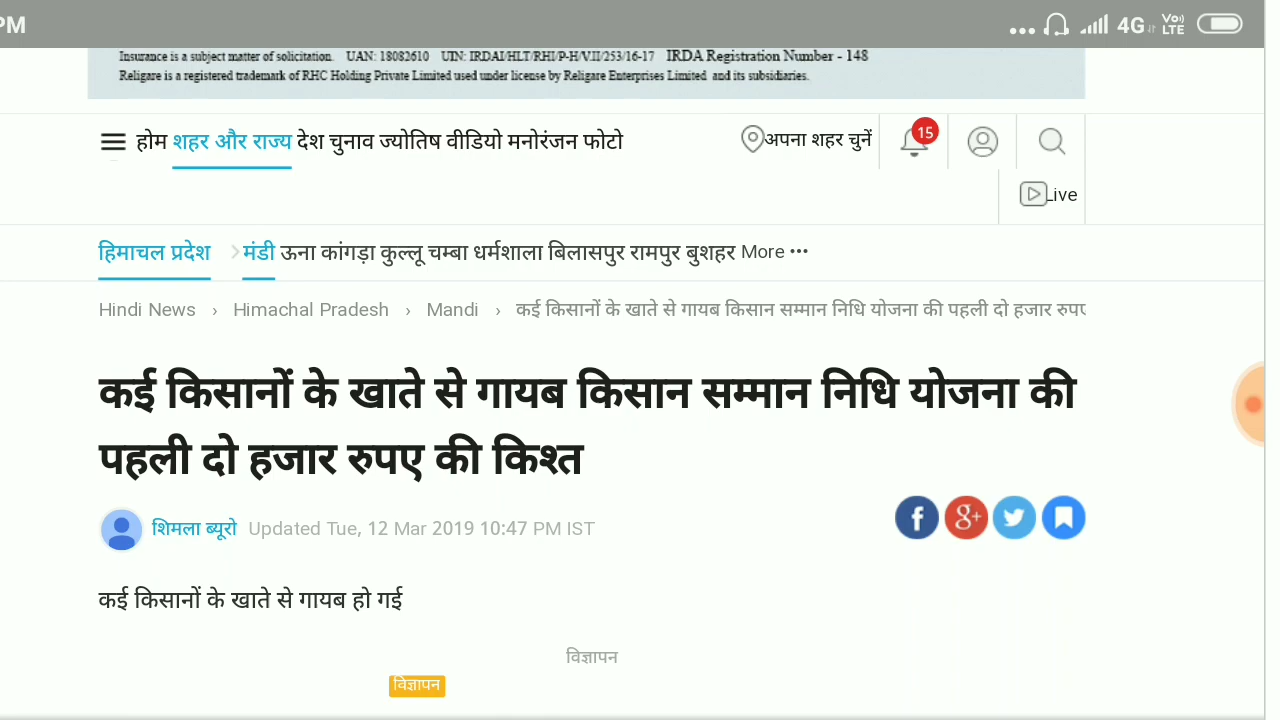 PM
4G Vo) LTE
Insurance is a subject matter of solicitation. UAN: 18082610 UIN: IRDAI/HLT/RHI/P-H/V.II/253/16-17 IRDA Registration Number - 148
Religare is a registered trademark of RHC Holding Private Limited used under license by Religare Enterprises Limited and its subsidiaries.
होम शहर और राज्य देश चुनाव ज्योतिष वीडियो मनोरंजन फोटो अपना शहर चुनें 15
Live
हिमाचल प्रदेश मंडी ऊना कांगड़ा कुल्लू चम्बा धर्मशाला बिलासपुर रामपुर बुशहर More •••
Hindi News › Himachal Pradesh › Mandi › कई किसानों के खाते से गायब किसान सम्मान निधि योजना की पहली दो हजार रुपए
कई किसानों के खाते से गायब किसान सम्मान निधि योजना की
पहली दो हजार रुपए की किश्त
शिमला ब्यूरो Updated Tue, 12 Mar 2019 10:47 PM IST
कई किसानों के खाते से गायब हो गई
विज्ञापन
विज्ञापन